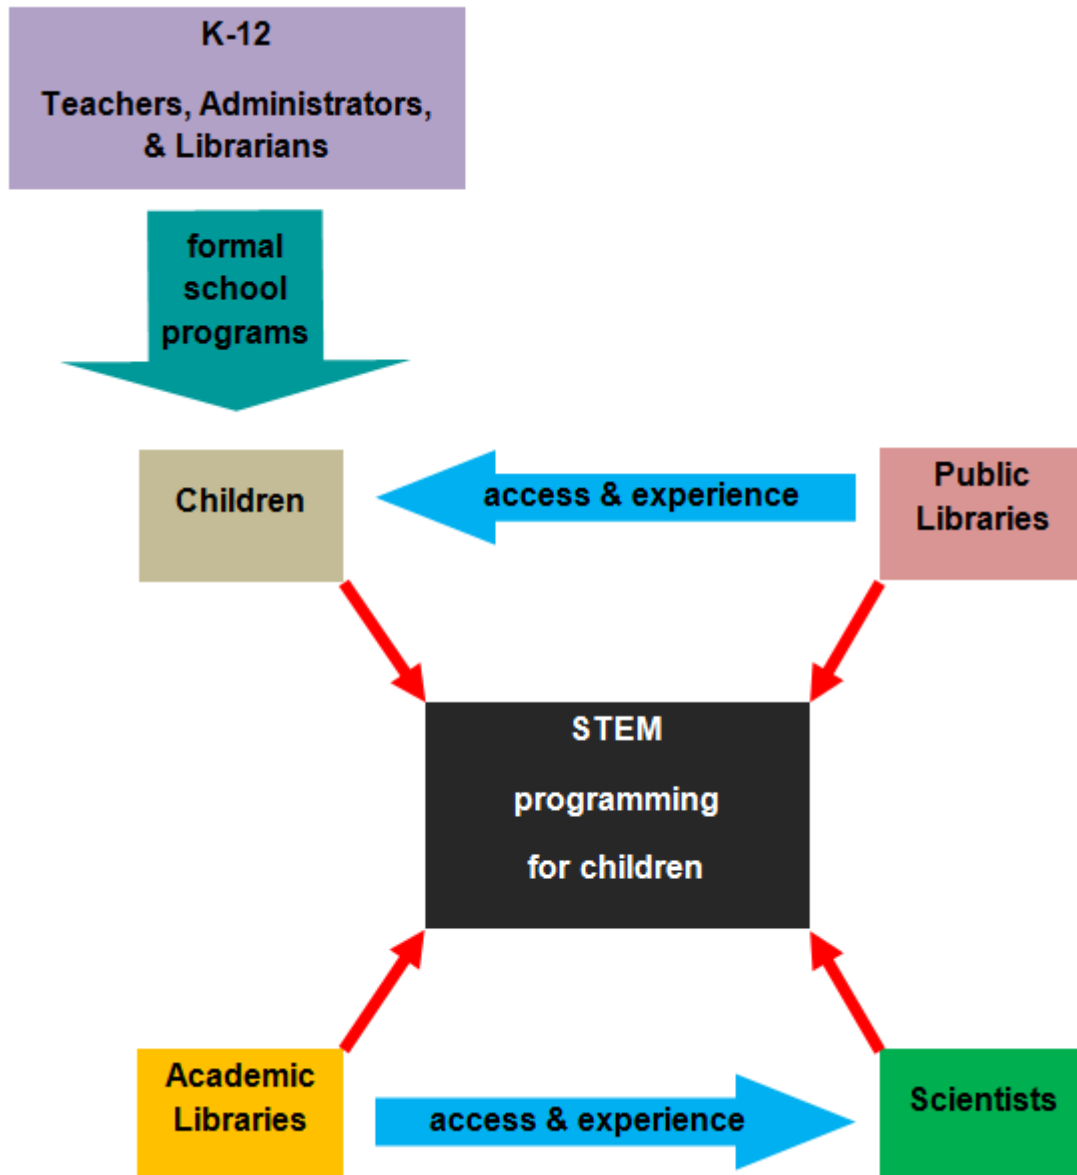 K-12
Teachers, Administrators,
& Librarians
formal
school
programs
Children
access & experience
Public
Libraries
STEM
programming
for children
Academic
Libraries
access & experience
Scientists